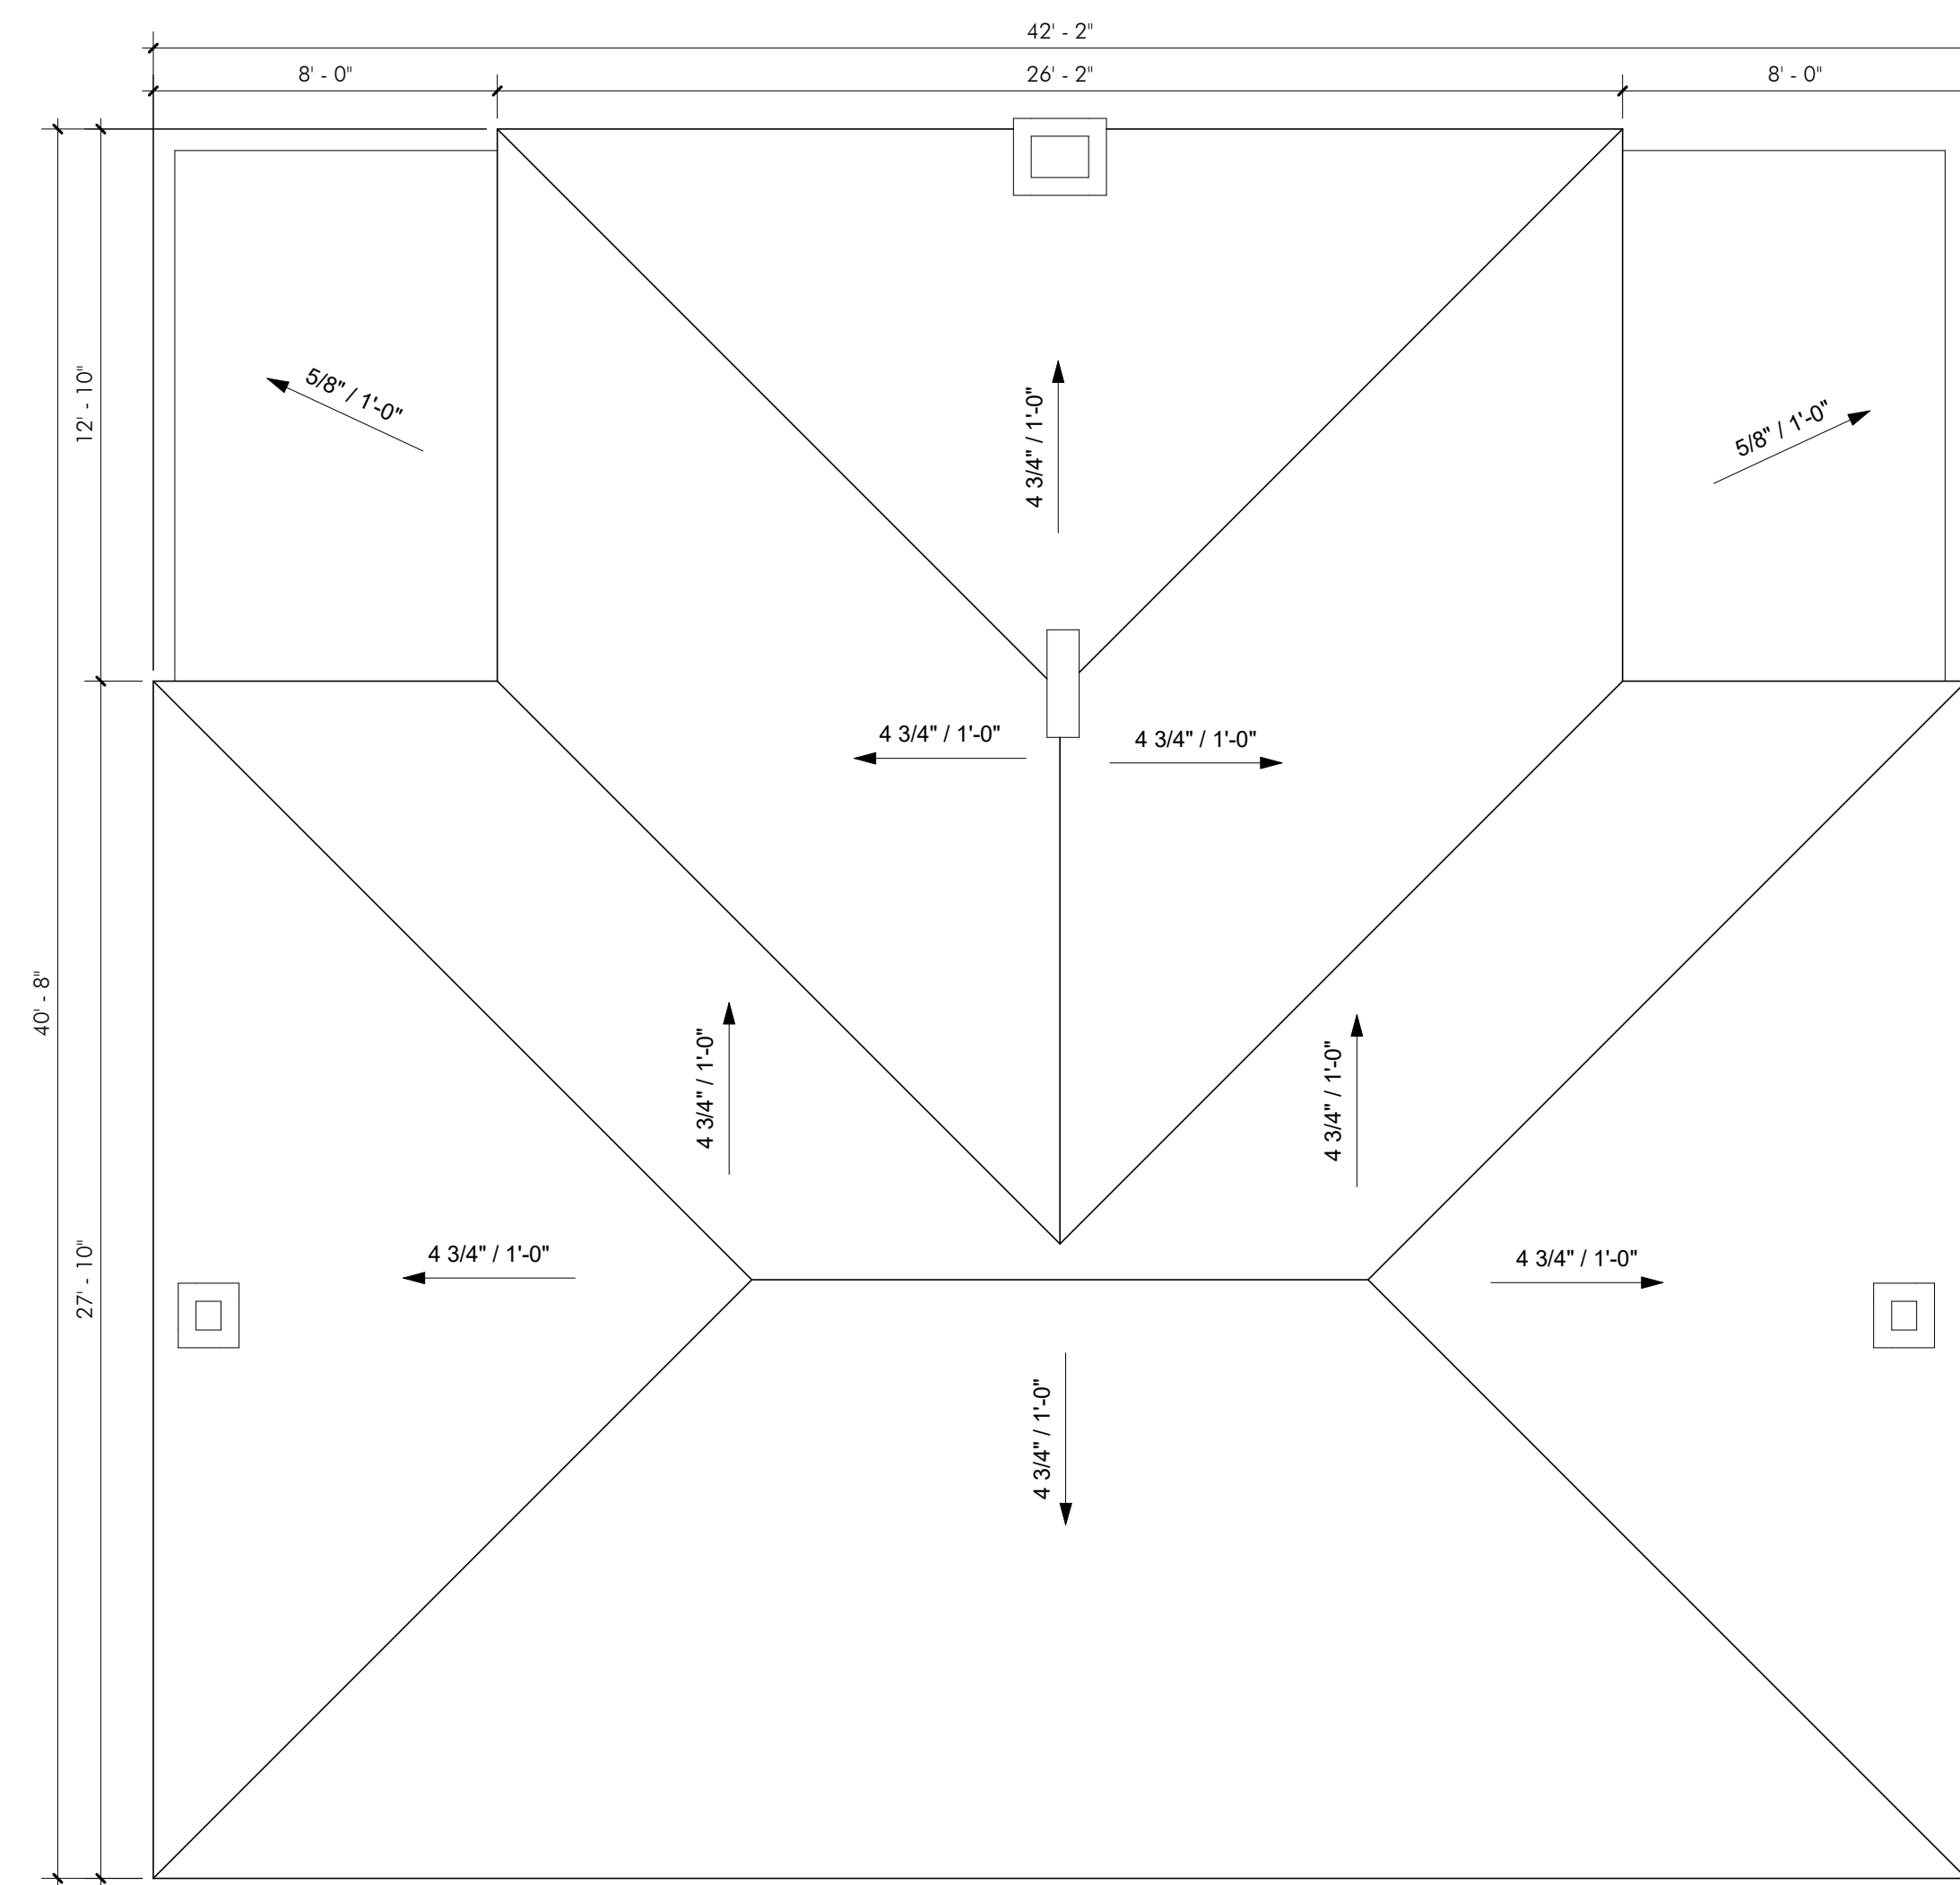 42' - 2"
8' - 0"
26' - 2"
8' - 0"
12' - 10"
5/8" / 1'-0"
4 3/4" / 1'-0"
5/8" / 1'-0"
4 3/4" / 1'-0"
4 3/4" / 1'-0"
40' - 8"
4 3/4" / 1'-0"
4 3/4" / 1'-0"
27' - 10"
4 3/4" / 1'-0"
4 3/4" / 1'-0"
4 3/4" / 1'-0"